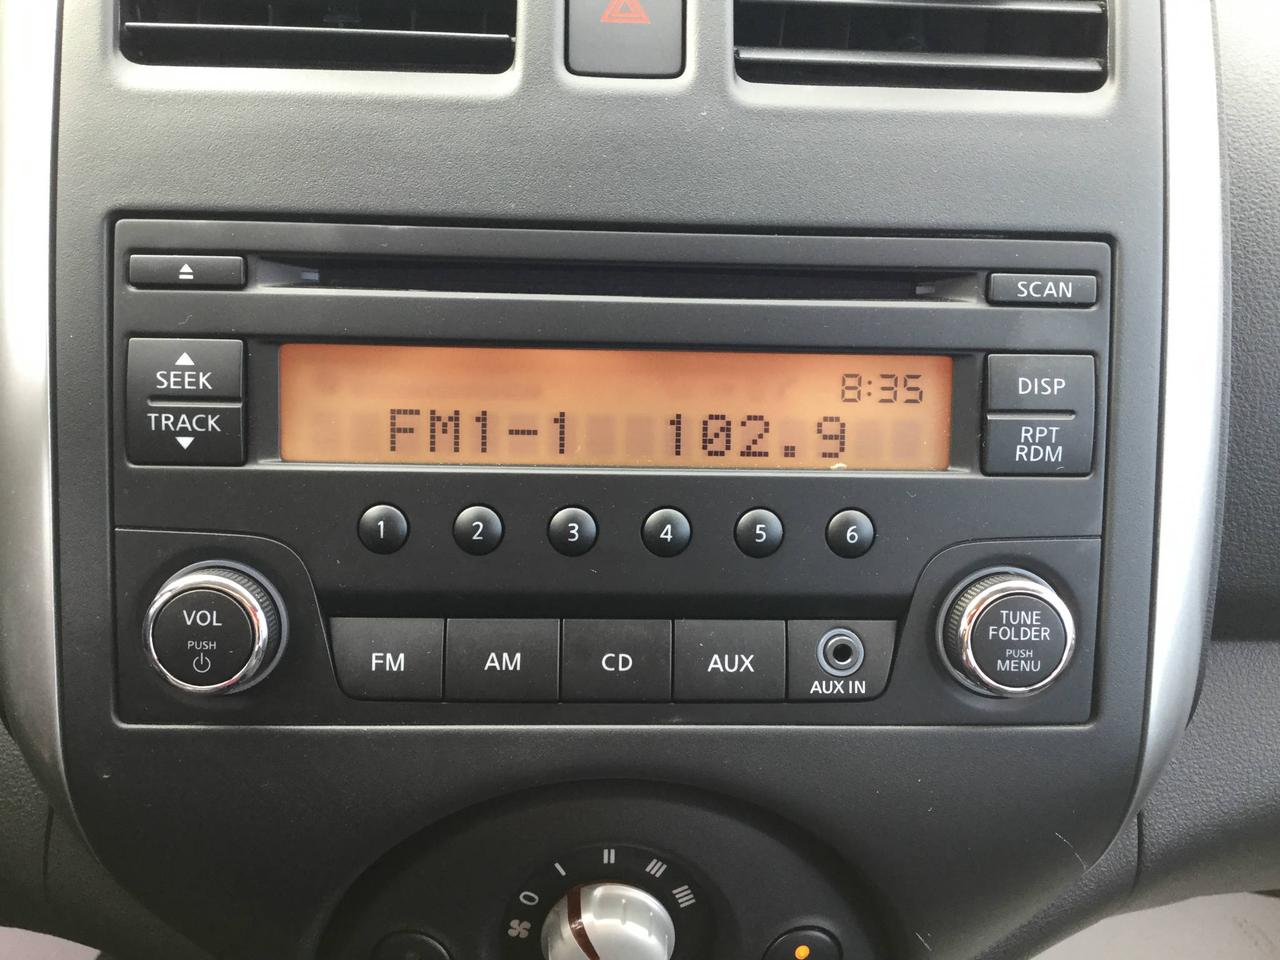 SCAN
SEEK
TRACK
8:35
FM1-1 102.9
DISP
RPT
RDM
1 2 3 4 5 6
VOL
PUSH
FM AM CD AUX
AUX IN
TUNE
FOLDER
PUSH
MENU
0 I II III IIII